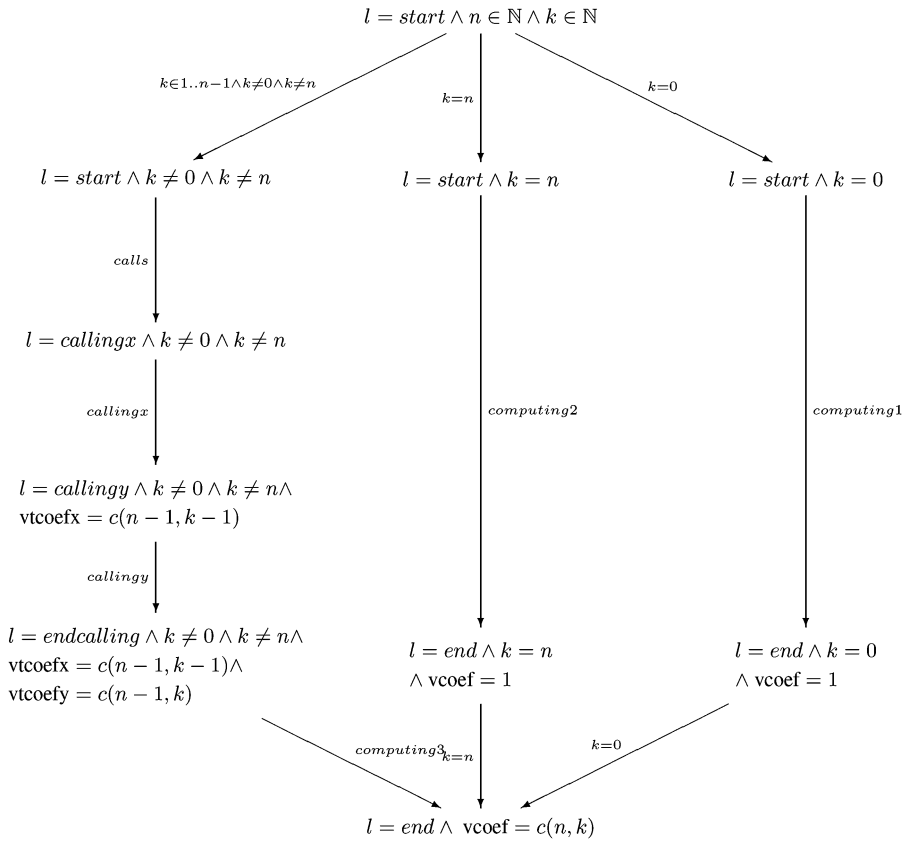 l = start ∧ n ∈ ℕ ∧ k ∈ ℕ
k∈1..n−1∧k≠0∧k≠n
k=n
k=0
l = start ∧ k ≠ 0 ∧ k ≠ n
l = start ∧ k = n
l = start ∧ k = 0
calls
l = callingx ∧ k ≠ 0 ∧ k ≠ n
callingx
computing2
computing1
l = callingy ∧ k ≠ 0 ∧ k ≠ n∧
vtcoefx = c(n − 1, k − 1)
callingy
l = endcalling ∧ k ≠ 0 ∧ k ≠ n∧
vtcoefx = c(n − 1, k − 1)∧
vtcoefy = c(n − 1, k)
l = end ∧ k = n
∧ vcoef = 1
l = end ∧ k = 0
∧ vcoef = 1
computing3
k=n
k=0
l = end ∧ vcoef = c(n, k)